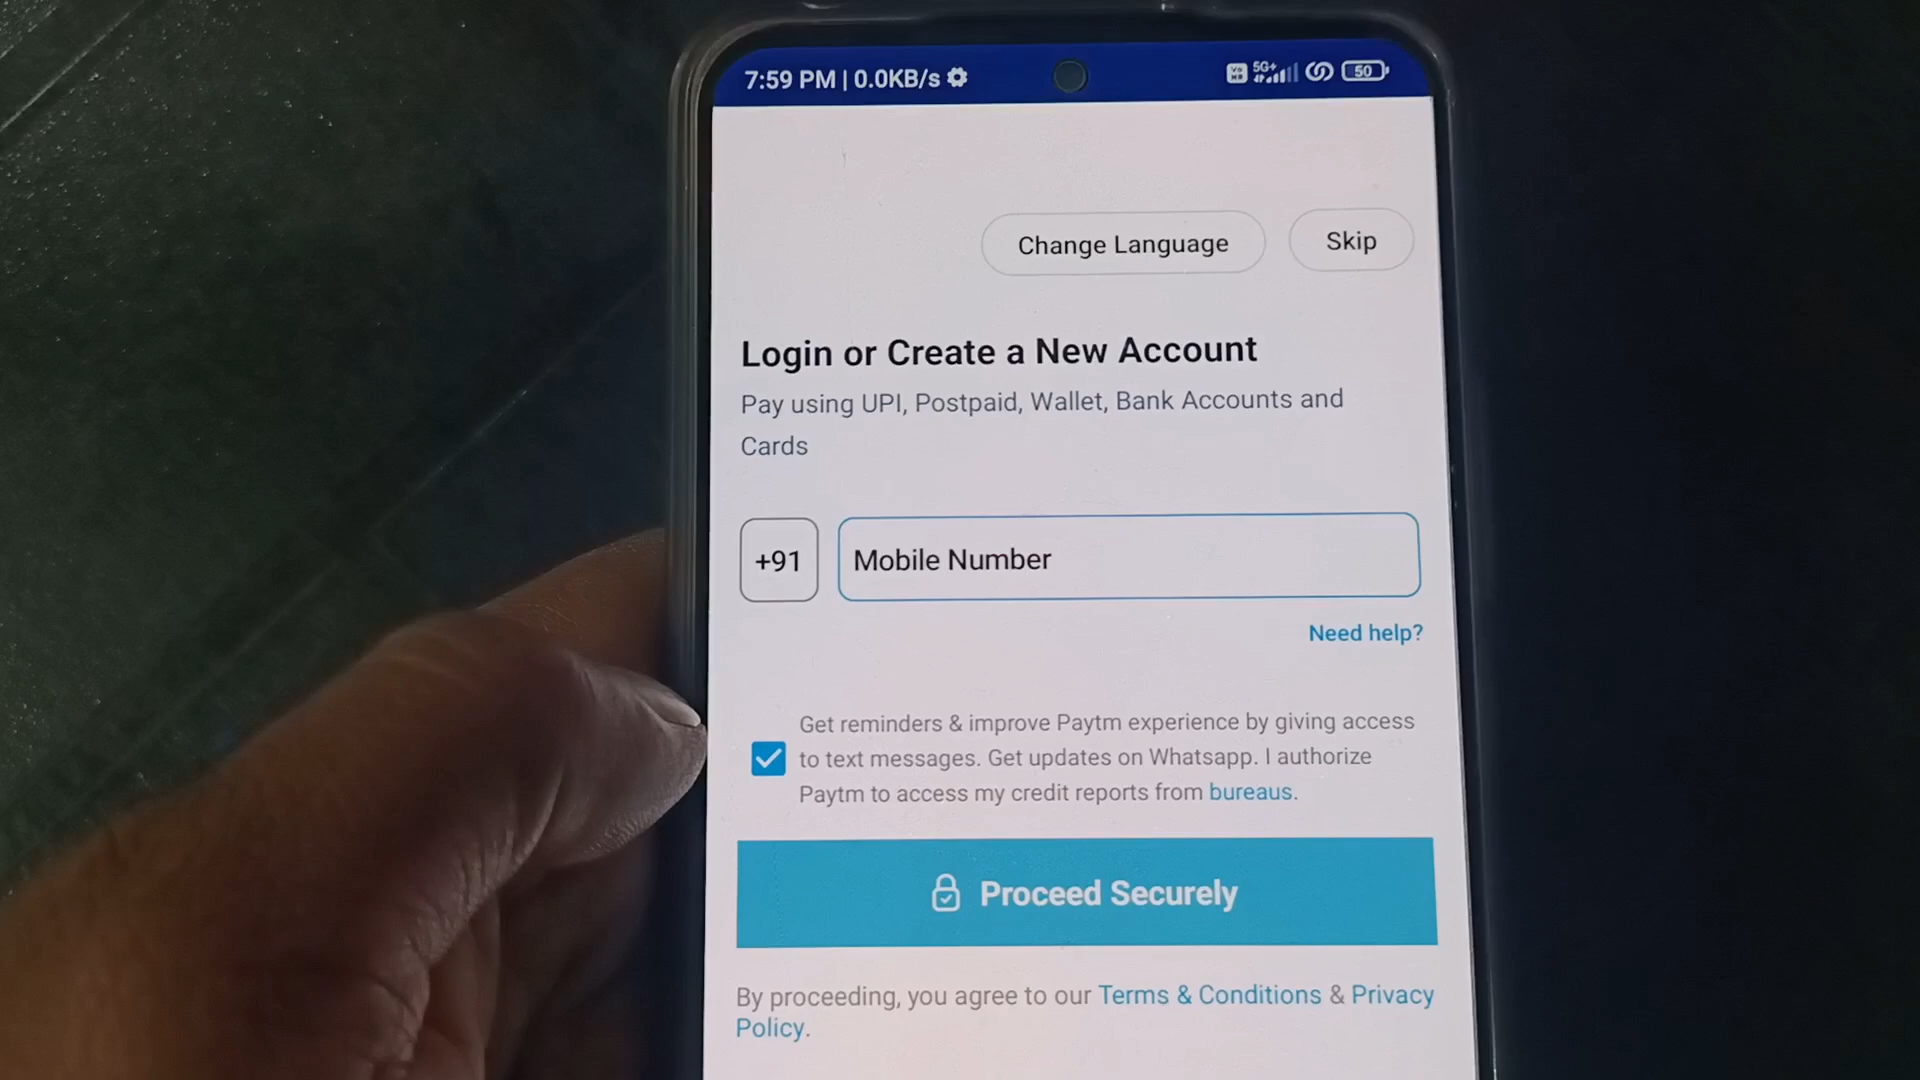 7:59 PM | 0.0KB/s
5G+
50
Change Language
Skip
Login or Create a New Account
Pay using UPI, Postpaid, Wallet, Bank Accounts and
Cards
+91
Mobile Number
Need help?
Get reminders & improve Paytm experience by giving access
to text messages. Get updates on Whatsapp. I authorize
Paytm to access my credit reports from bureaus.
Proceed Securely
By proceeding, you agree to our Terms & Conditions & Privacy
Policy.